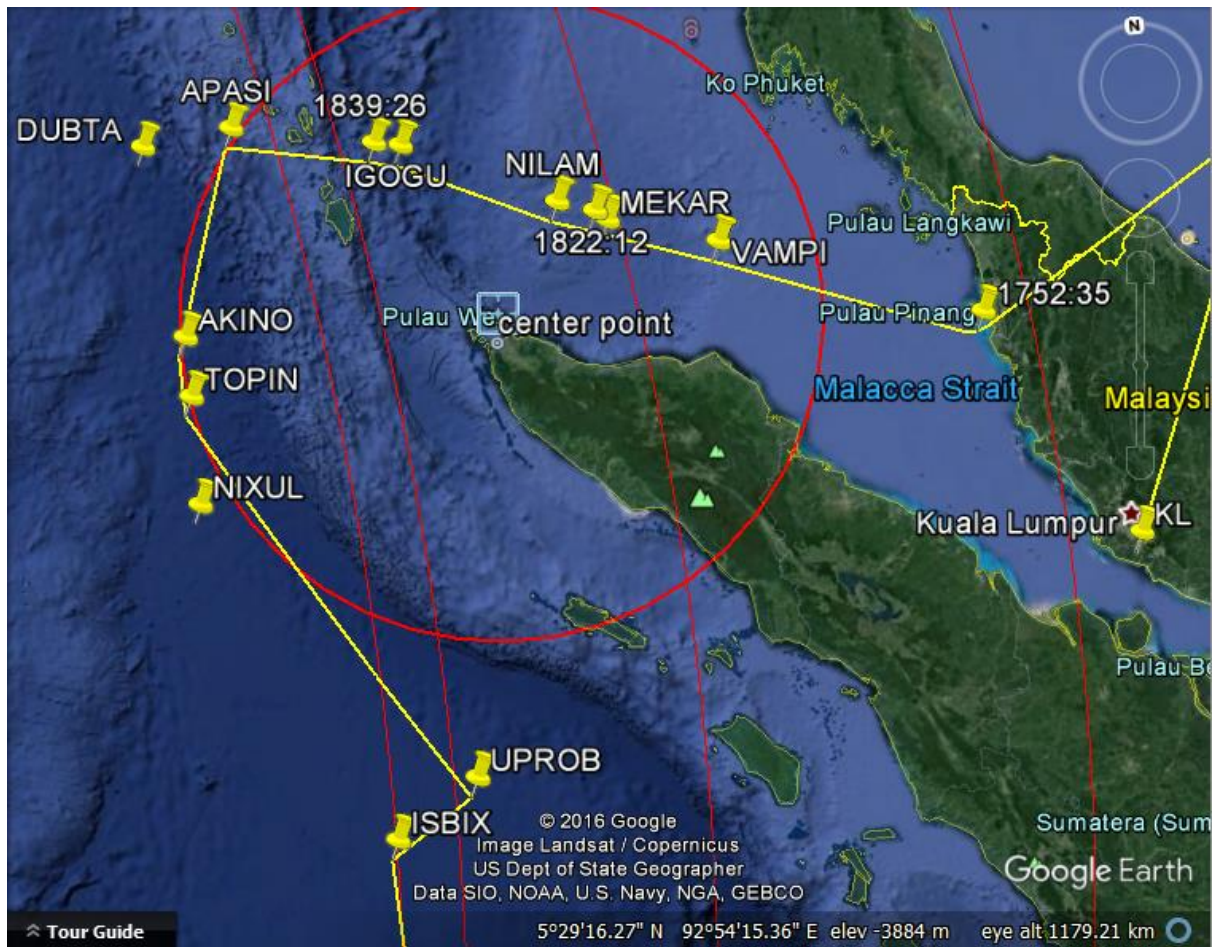 N
Ko Phuket
APASI
1839:26
DUBTA
IGOGU
NILAM
MEKAR
1822:12
VAMPI
Pulau Langkawi
1752:35
Pulau Pinang
AKINO
Pulau We
center point
TOPIN
Malacca Strait
Malaysi
NIXUL
Kuala Lumpur
KL
Pulau Be
UPROB
ISBIX
© 2016 Google
Image Landsat / Copernicus
US Dept of State Geographer
Data SIO, NOAA, U.S. Navy, NGA, GEBCO
Sumatera (Sum
Google Earth
Tour Guide
5°29'16.27" N 92°54'15.36" E elev -3884 m eye alt 1179.21 km